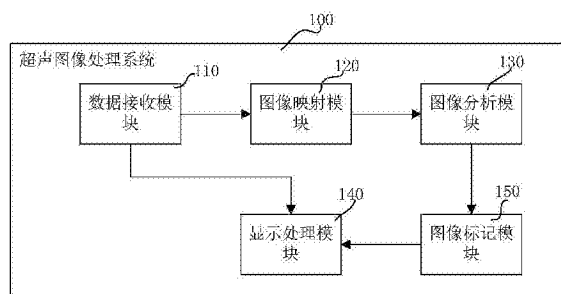 100
超声图像处理系统
110
120
130
数据接收模
块
图像映射模
块
图像分析模
块
140
150
显示处理模
块
图像标记模
块